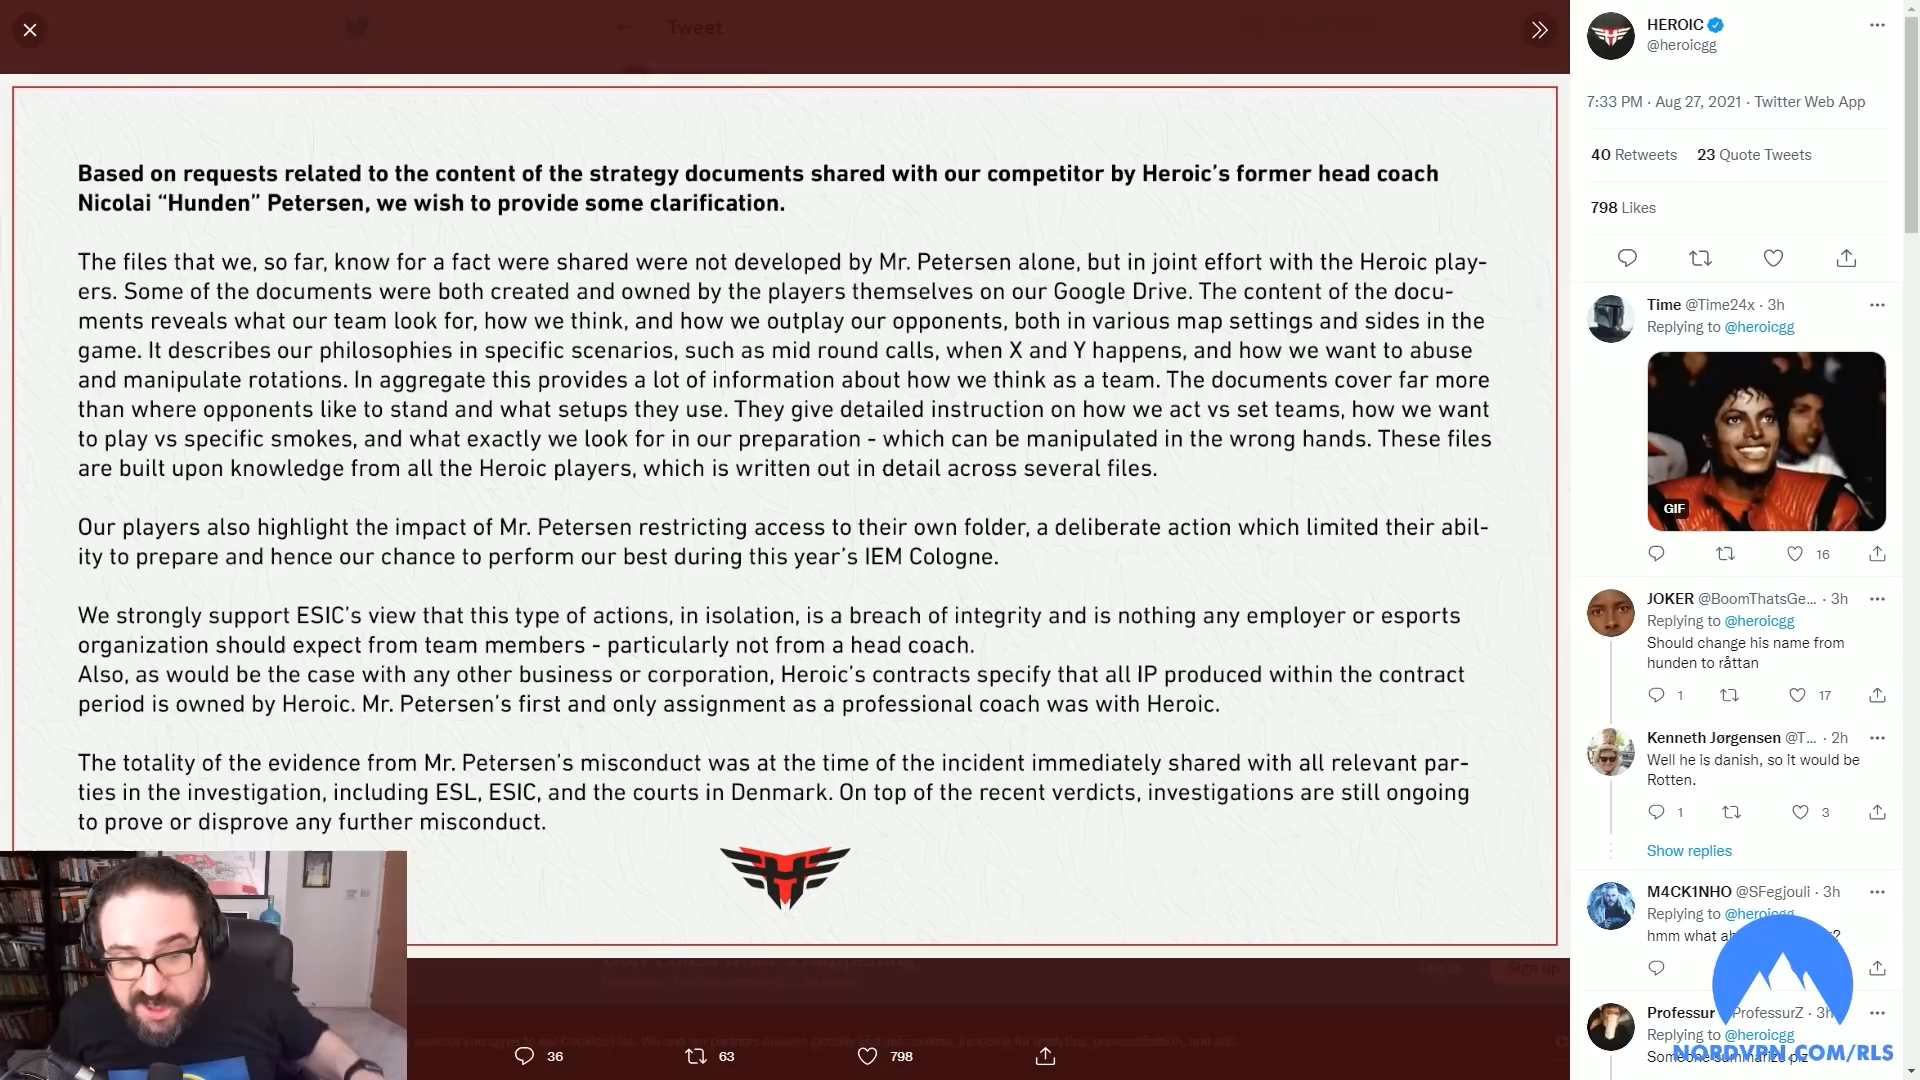 Tweet
Based on requests related to the content of the strategy documents shared with our competitor by Heroic's former head coach
Nicolai “Hunden” Petersen, we wish to provide some clarification.
The files that we, so far, know for a fact were shared were not developed by Mr. Petersen alone, but in joint effort with the Heroic play-
ers. Some of the documents were both created and owned by the players themselves on our Google Drive. The content of the docu-
ments reveals what our team look for, how we think, and how we outplay our opponents, both in various map settings and sides in the
game. It describes our philosophies in specific scenarios, such as mid round calls, when X and Y happens, and how we want to abuse
and manipulate rotations. In aggregate this provides a lot of information about how we think as a team. The documents cover far more
than where opponents like to stand and what setups they use. They give detailed instruction on how we act vs set teams, how we want
to play vs specific smokes, and what exactly we look for in our preparation - which can be manipulated in the wrong hands. These files
are built upon knowledge from all the Heroic players, which is written out in detail across several files.
Our players also highlight the impact of Mr. Petersen restricting access to their own folder, a deliberate action which limited their abil-
ity to prepare and hence our chance to perform our best during this year's IEM Cologne.
We strongly support ESIC's view that this type of actions, in isolation, is a breach of integrity and is nothing any employer or esports
organization should expect from team members - particularly not from a head coach.
Also, as would be the case with any other business or corporation, Heroic's contracts specify that all IP produced within the contract
period is owned by Heroic. Mr. Petersen's first and only assignment as a professional coach was with Heroic.
The totality of the evidence from Mr. Petersen's misconduct was at the time of the incident immediately shared with all relevant par-
ties in the investigation, including ESL, ESIC, and the courts in Denmark. On top of the recent verdicts, investigations are still ongoing
to prove or disprove any further misconduct.
Sign up
36 63 798
HEROIC
@heroicgg
7:33 PM · Aug 27, 2021 · Twitter Web App
40 Retweets 23 Quote Tweets
798 Likes
Time @Time24x · 3h
Replying to @heroicgg
GIF
16
JOKER @BoomThatsGe... · 3h
Replying to @heroicgg
Should change his name from
hunden to råttan
1 17
Kenneth Jørgensen @T... · 2h
Well he is danish, so it would be
Rotten.
1 3
Show replies
M4CK1NHO @SFegjouli · 3h
Replying to @heroicgg
hmm what
Professur ProfessurZ · 3h
Replying to @heroicgg
Someone summarize plz
NORDVPN.COM/RLS